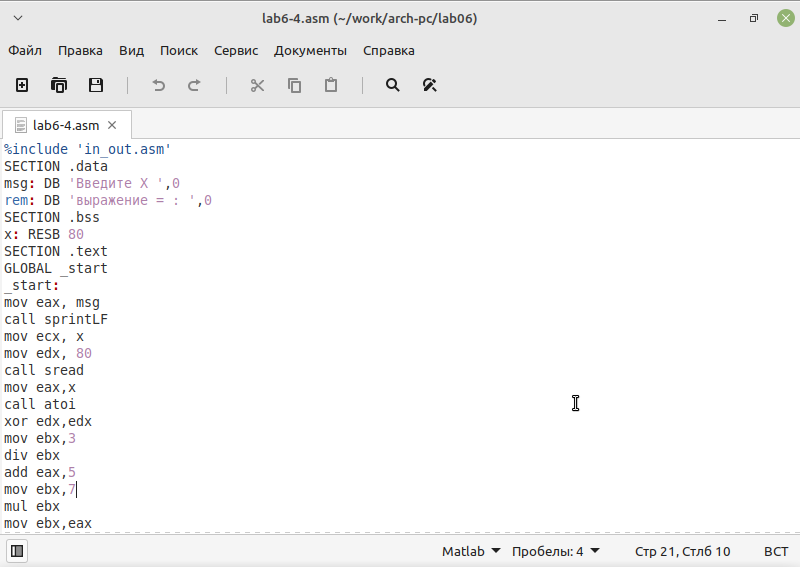 lab6-4.asm (~/work/arch-pc/lab06)
Файл Правка Вид Поиск Сервис Документы Справка
lab6-4.asm
%include 'in_out.asm'
SECTION .data
msg: DB 'Введите X ',0
rem: DB 'выражение = : ',0
SECTION .bss
x: RESB 80
SECTION .text
GLOBAL _start
_start:
mov eax, msg
call sprintLF
mov ecx, x
mov edx, 80
call sread
mov eax,x
call atoi
xor edx,edx
mov ebx,3
div ebx
add eax,5
mov ebx,7
mul ebx
mov ebx,eax
Matlab Пробелы: 4 Стр 21, Стлб 10 ВСТ